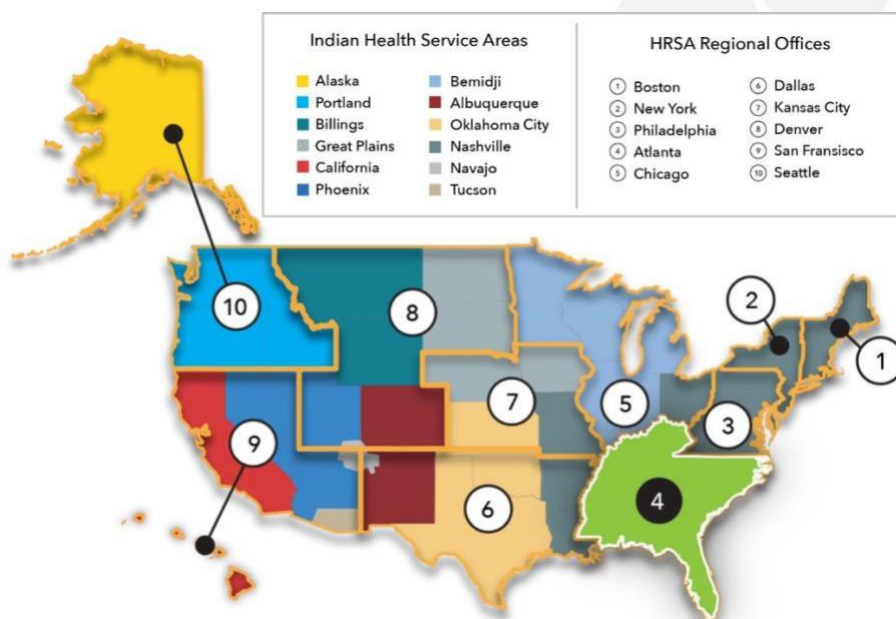 Indian Health Service Areas
Alaska
Portland
Billings
Great Plains
California
Phoenix
Bemidji
Albuquerque
Oklahoma City
Nashville
Navajo
Tucson
HRSA Regional Offices
1 Boston
2 New York
3 Philadelphia
4 Atlanta
5 Chicago
6 Dallas
7 Kansas City
8 Denver
9 San Fransisco
10 Seattle
10
8
2
1
7
5
3
9
6
4